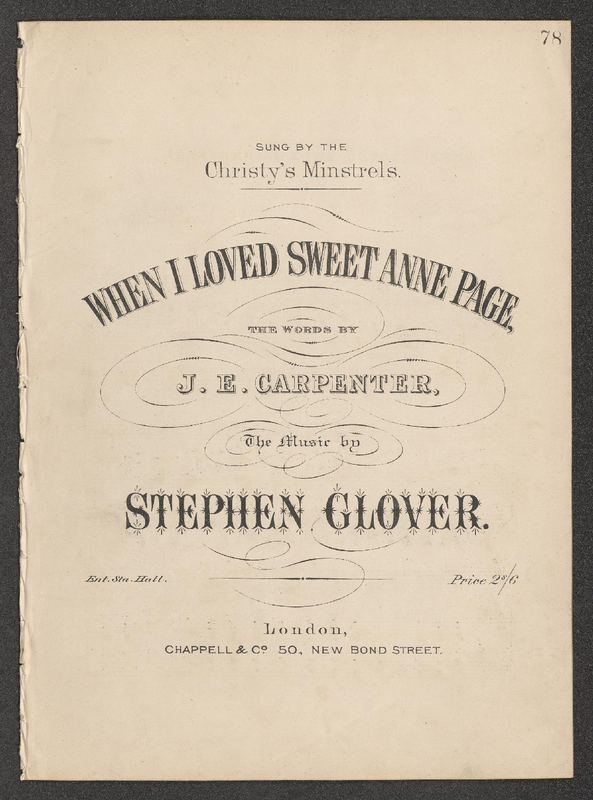 78
SUNG BY THE
Christy's Minstrels.
WHEN I LOVED SWEET ANNE PAGE,
THE WORDS BY
J. E. CARPENTER,
The Music by
STEPHEN GLOVER.
Ent. Sta. Hall.
Price 2s/6
London,
CHAPPELL & Co 50, NEW BOND STREET.